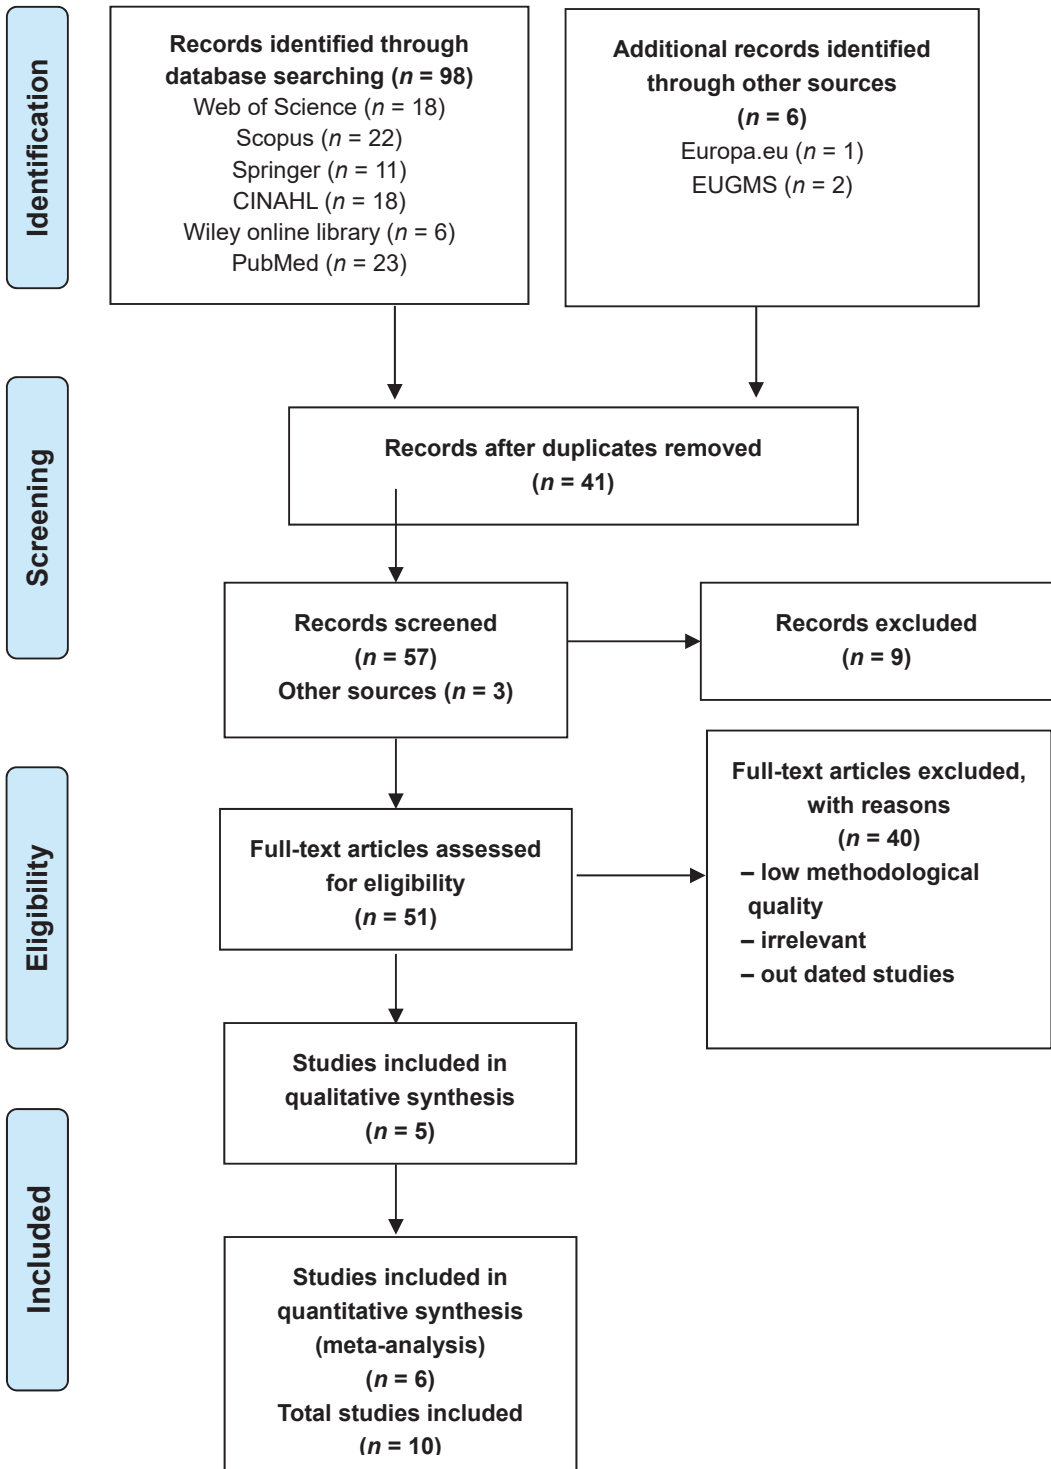 Identification
Records identified through
database searching (n = 98)
Web of Science (n = 18)
Scopus (n = 22)
Springer (n = 11)
CINAHL (n = 18)
Wiley online library (n = 6)
PubMed (n = 23)
Additional records identified
through other sources
(n = 6)
Europa.eu (n = 1)
EUGMS (n = 2)
Screening
Records after duplicates removed
(n = 41)
Records screened
(n = 57)
Other sources (n = 3)
Records excluded
(n = 9)
Eligibility
Full-text articles assessed
for eligibility
(n = 51)
Full-text articles excluded,
with reasons
(n = 40)
– low methodological
quality
– irrelevant
– out dated studies
Studies included in
qualitative synthesis
(n = 5)
Included
Studies included in
quantitative synthesis
(meta-analysis)
(n = 6)
Total studies included
(n = 10)